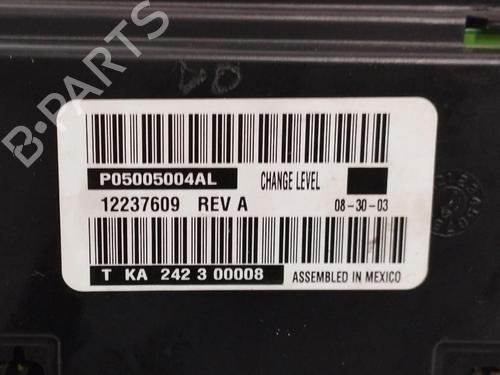 B-PARTS
P05005004AL
CHANGE LEVEL
12237609 REV A
08-30-03
T KA 242 3 00008
ASSEMBLED IN MEXICO